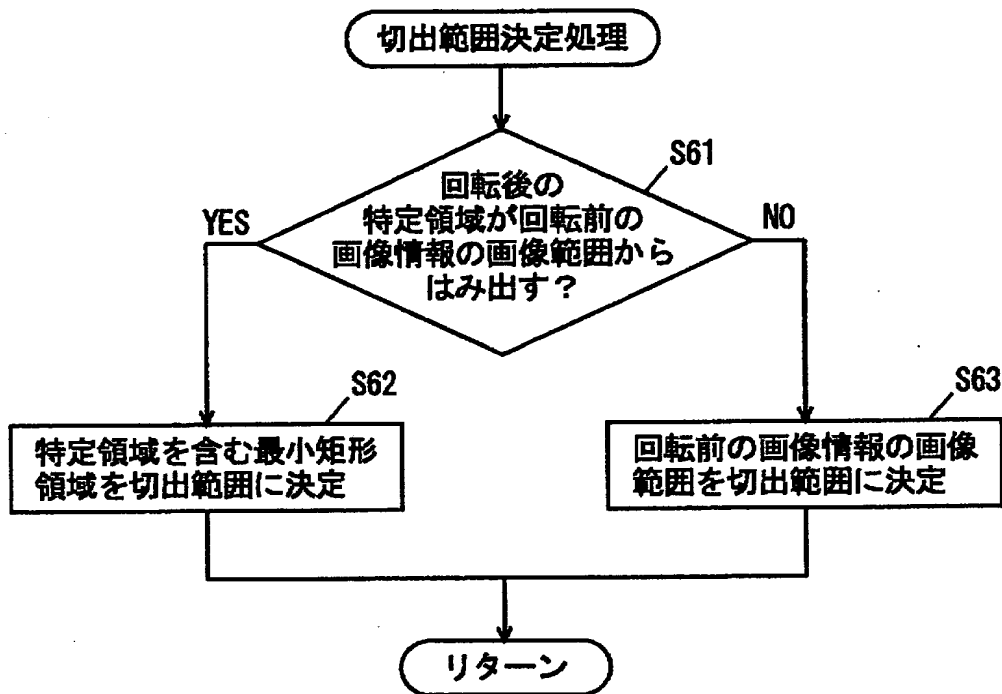 切出範囲決定処理
S61
回転後の
特定領域が回転前の
画像情報の画像範囲から
はみ出す？
YES
NO
S62
特定領域を含む最小矩形
領域を切出範囲に決定
S63
回転前の画像情報の画像
範囲を切出範囲に決定
リターン